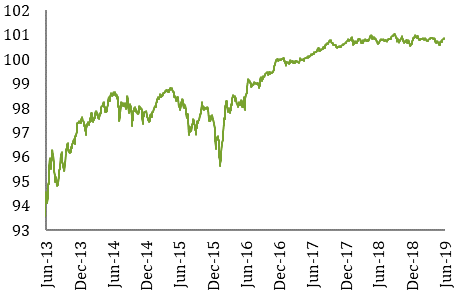 102
101
100
99
98
97
96
95
94
93
Jun-13
Dec-13
Jun-14
Dec-14
Jun-15
Dec-15
Jun-16
Dec-16
Jun-17
Dec-17
Jun-18
Dec-18
Jun-19